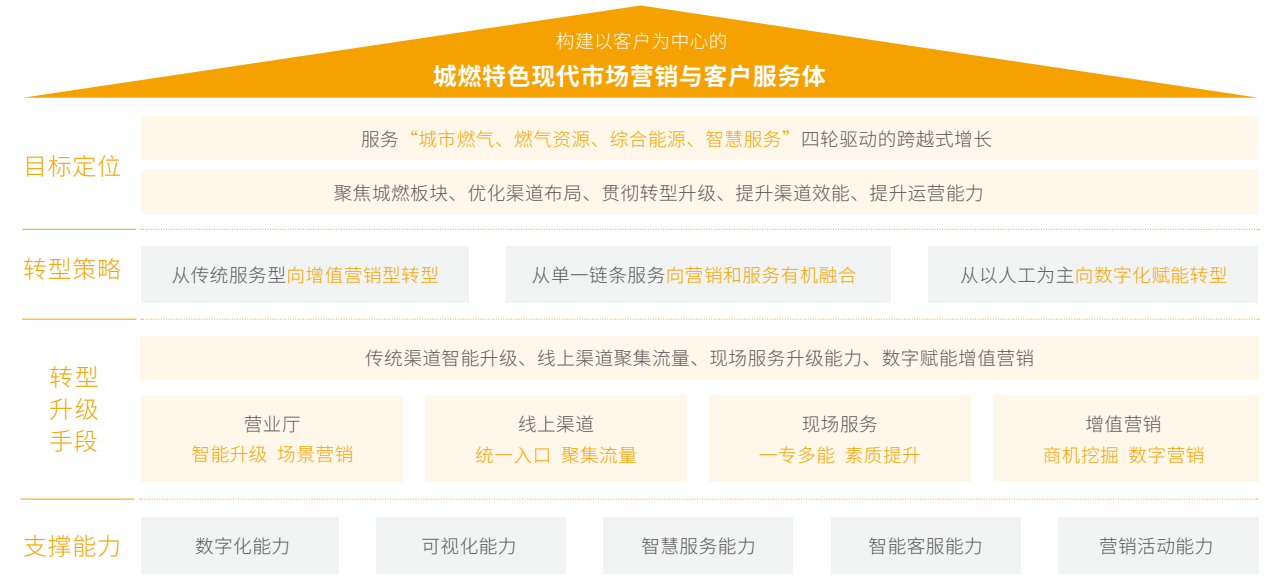 构建以客户为中心的
城燃特色现代市场营销与客户服务体
目标定位
服务“城市燃气、燃气资源、综合能源、智慧服务”四轮驱动的跨越式增长
聚焦城燃板块、优化渠道布局、贯彻转型升级、提升渠道效能、提升运营能力
转型策略
从传统服务型向增值营销型转型
从单一链条服务向营销和服务有机融合
从以人工为主向数字化赋能转型
转型
升级
手段
传统渠道智能升级、线上渠道聚集流量、现场服务升级能力、数字赋能增值营销
营业厅
智能升级 场景营销
线上渠道
统一入口 聚集流量
现场服务
一专多能 素质提升
增值营销
商机挖掘 数字营销
支撑能力
数字化能力
可视化能力
智慧服务能力
智能客服能力
营销活动能力